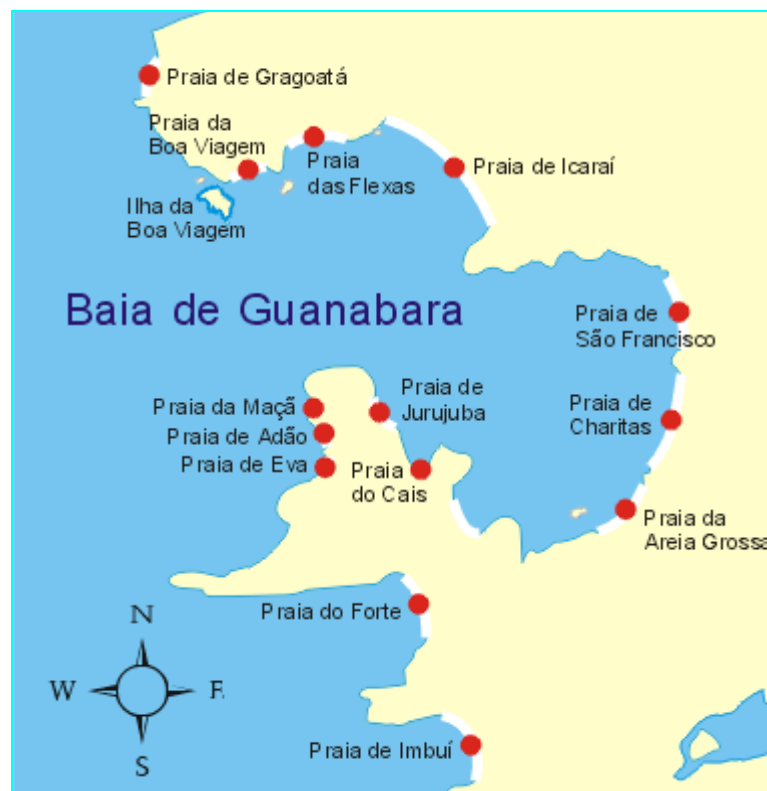 Praia de Gragoatá
Praia da
Boa Viagem
Praia
das Flexas
Praia de Icaraí
Ilha da
Boa Viagem
Baia de Guanabara
Praia de
São Francisco
Praia da Maçã
Praia de
Jurujuba
Praia de
Charitas
Praia de Adão
Praia de Eva
Praia
do Cais
Praia da
Areia Grossa
Praia do Forte
N
W
E
S
Praia de Imbuí